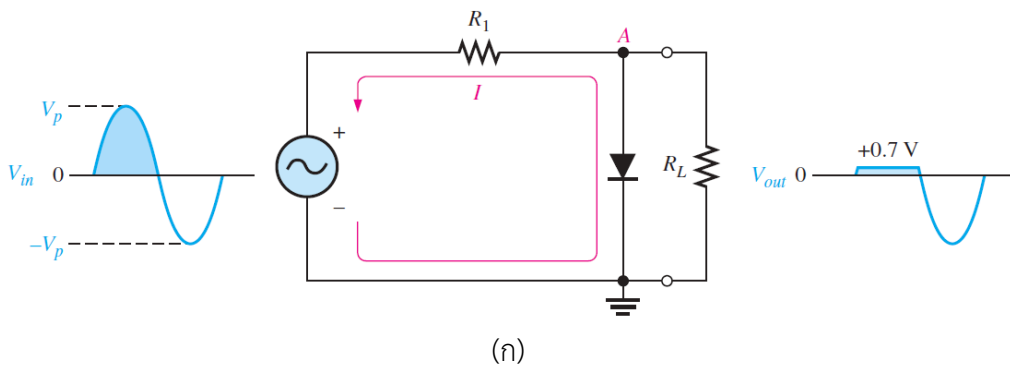 R1
A
I
Vp
Vin 0
–Vp
+
–
RL
+0.7 V
Vout 0
(ก)